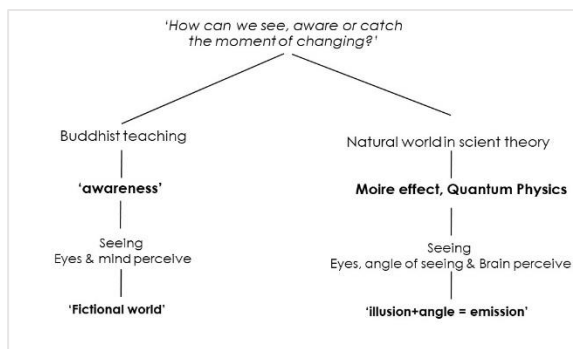 ‘How can we see, aware or catch
the moment of changing?’
Buddhist teaching
‘awareness’
Seeing
Eyes & mind perceive
‘Fictional world’
Natural world in scient theory
Moire effect, Quantum Physics
Seeing
Eyes, angle of seeing & Brain perceive
‘illusion+angle = emission’